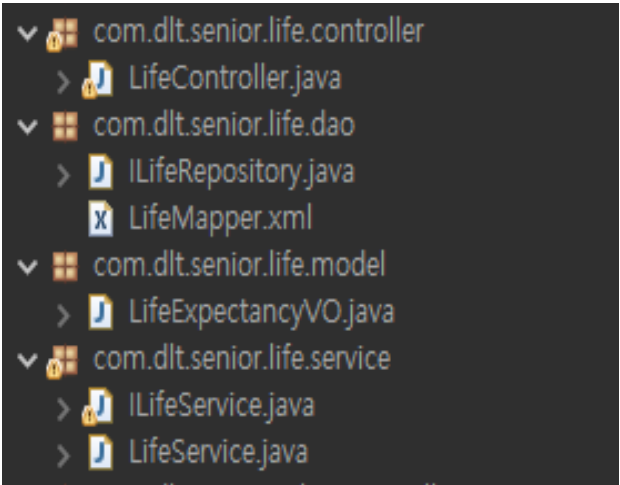 com.dlt.senior.life.controller
LifeController.java
com.dlt.senior.life.dao
ILifeRepository.java
LifeMapper.xml
com.dlt.senior.life.model
LifeExpectancyVO.java
com.dlt.senior.life.service
ILifeService.java
LifeService.java